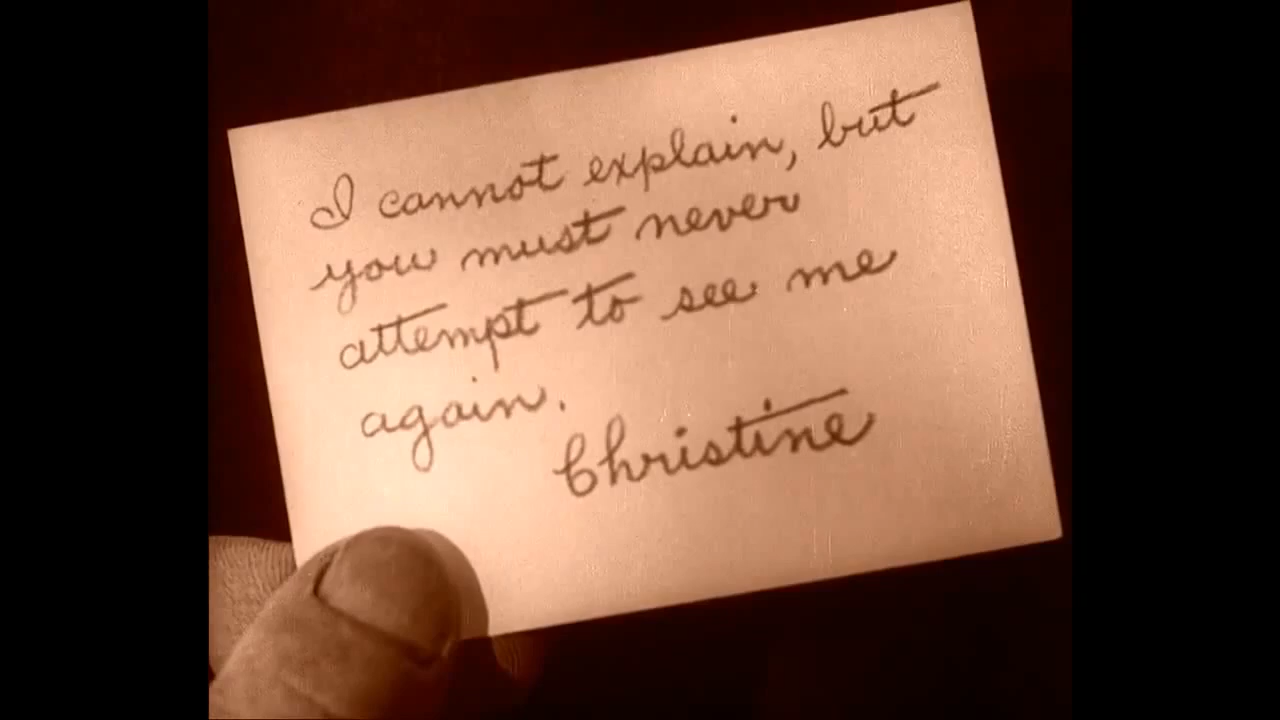 I cannot explain, but
you must never
attempt to see me
again.
Christine